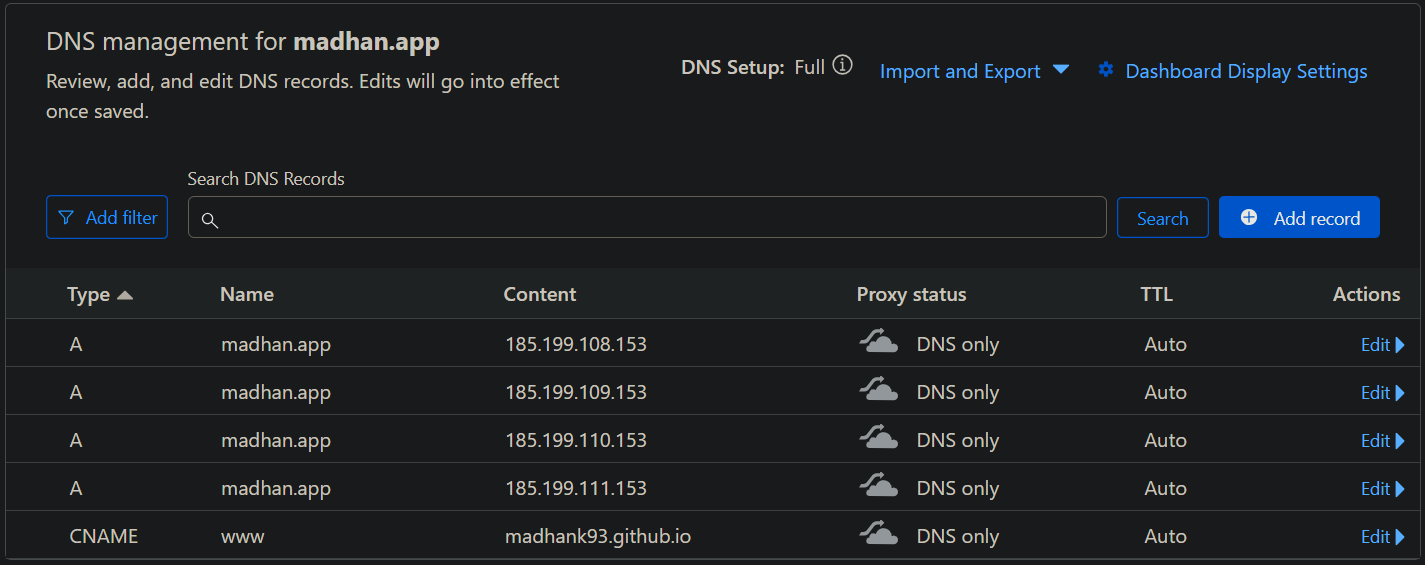 DNS management for madhan.app
Review, add, and edit DNS records. Edits will go into effect
once saved.
DNS Setup: Full
Import and Export
Dashboard Display Settings
Search DNS Records
Add filter
Search
Add record
Type Name Content Proxy status TTL Actions
A madhan.app 185.199.108.153 DNS only Auto Edit
A madhan.app 185.199.109.153 DNS only Auto Edit
A madhan.app 185.199.110.153 DNS only Auto Edit
A madhan.app 185.199.111.153 DNS only Auto Edit
CNAME www madhank93.github.io DNS only Auto Edit